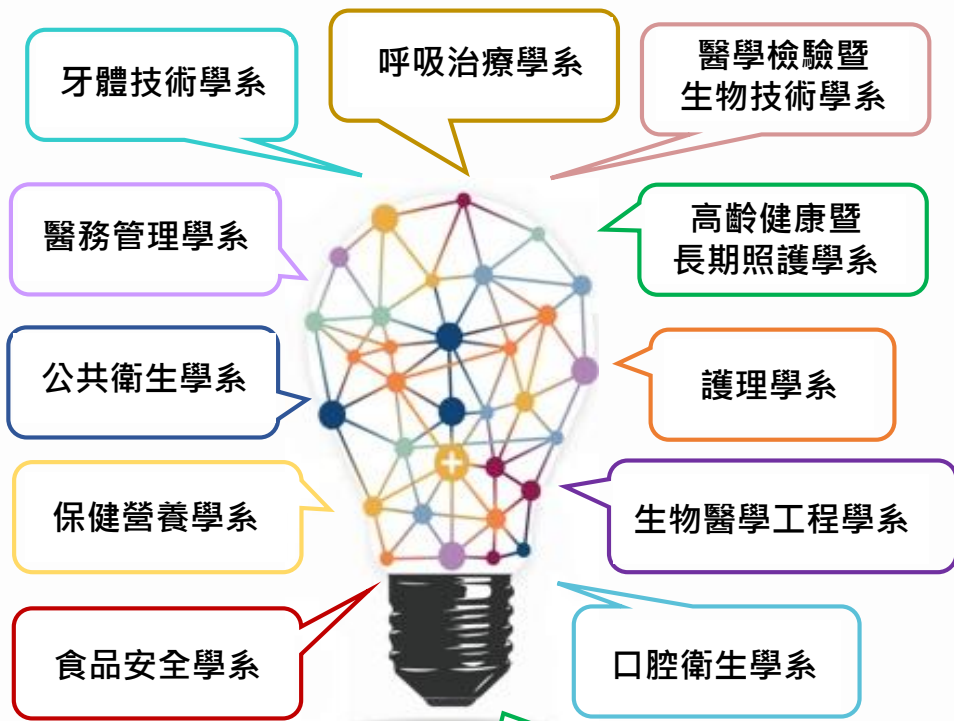 牙體技術學系
呼吸治療學系
醫學檢驗暨
生物技術學系
醫務管理學系
高齡健康暨
長期照護學系
公共衛生學系
護理學系
保健營養學系
生物醫學工程學系
食品安全學系
口腔衛生學系